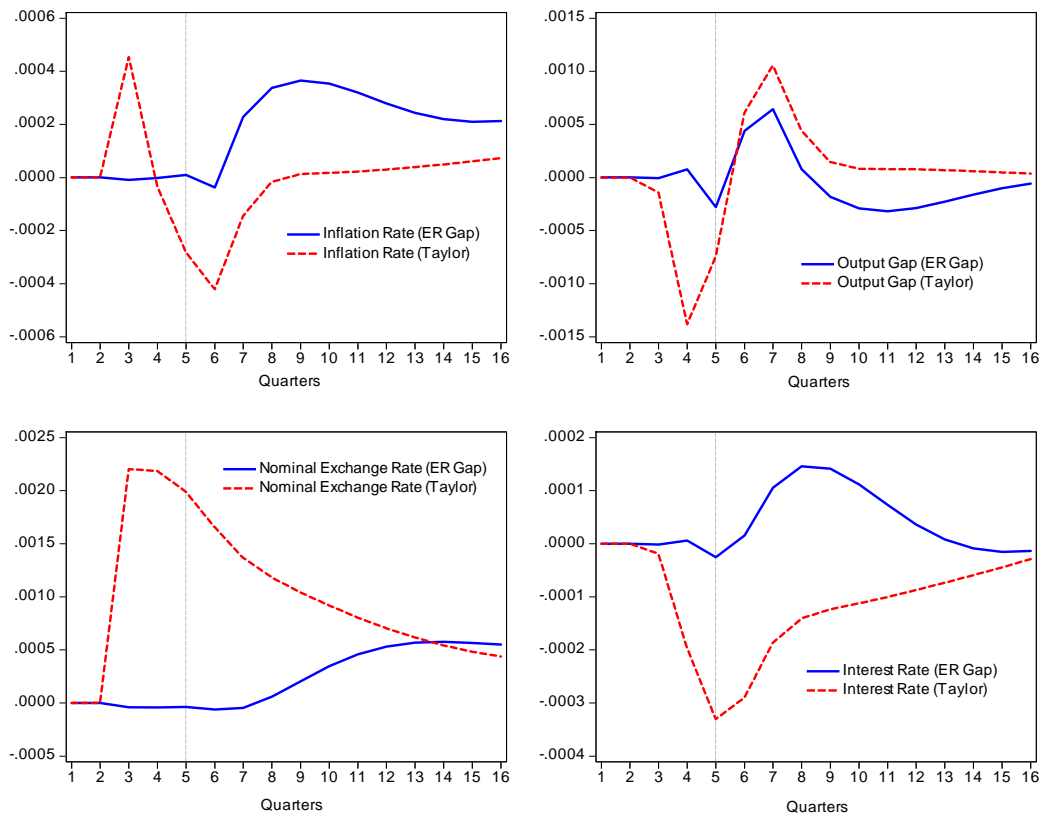 .0006
.0004
.0002
.0000
-.0002
-.0004
-.0006
Inflation Rate (ER Gap)
Inflation Rate (Taylor)
1 2 3 4 5 6 7 8 9 10 11 12 13 14 15 16
Quarters
.0015
.0010
.0005
.0000
-.0005
-.0010
-.0015
Output Gap (ER Gap)
Output Gap (Taylor)
1 2 3 4 5 6 7 8 9 10 11 12 13 14 15 16
Quarters
.0025
.0020
.0015
.0010
.0005
.0000
-.0005
Nominal Exchange Rate (ER Gap)
Nominal Exchange Rate (Taylor)
1 2 3 4 5 6 7 8 9 10 11 12 13 14 15 16
Quarters
.0002
.0001
.0000
-.0001
-.0002
-.0003
-.0004
Interest Rate (ER Gap)
Interest Rate (Taylor)
1 2 3 4 5 6 7 8 9 10 11 12 13 14 15 16
Quarters